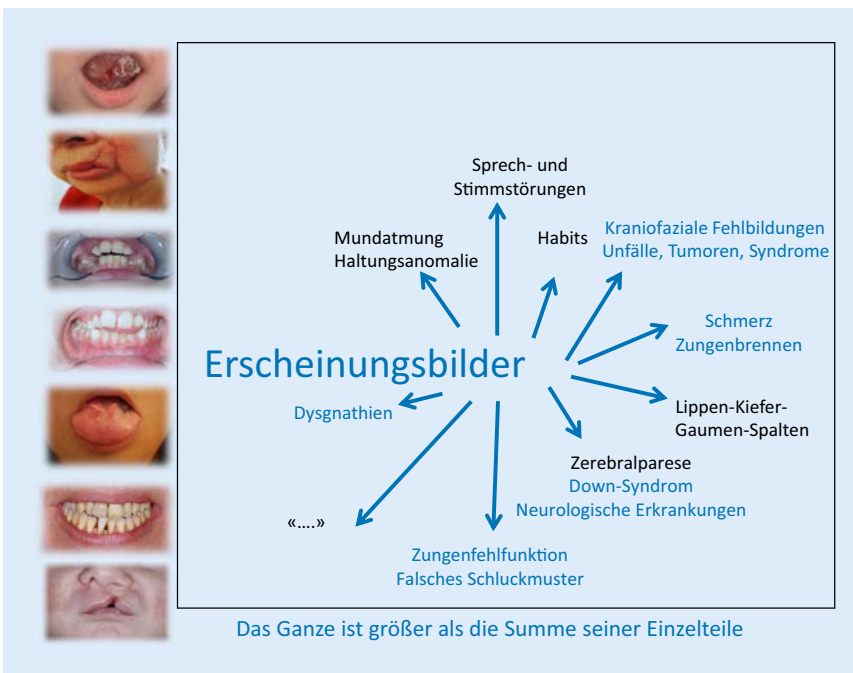 Sprech- und
Stimmstörungen
Mundatmung
Haltungsanomalie
Habits
Kraniofaziale Fehlbildungen
Unfälle, Tumoren, Syndrome
Schmerz
Zungenbrennen
Erscheinungsbilder
Dysgnathien
Lippen-Kiefer-
Gaumen-Spalten
Zerebralparese
Down-Syndrom
Neurologische Erkrankungen
«....»
Zungenfehlfunktion
Falsches Schluckmuster
Das Ganze ist größer als die Summe seiner Einzelteile